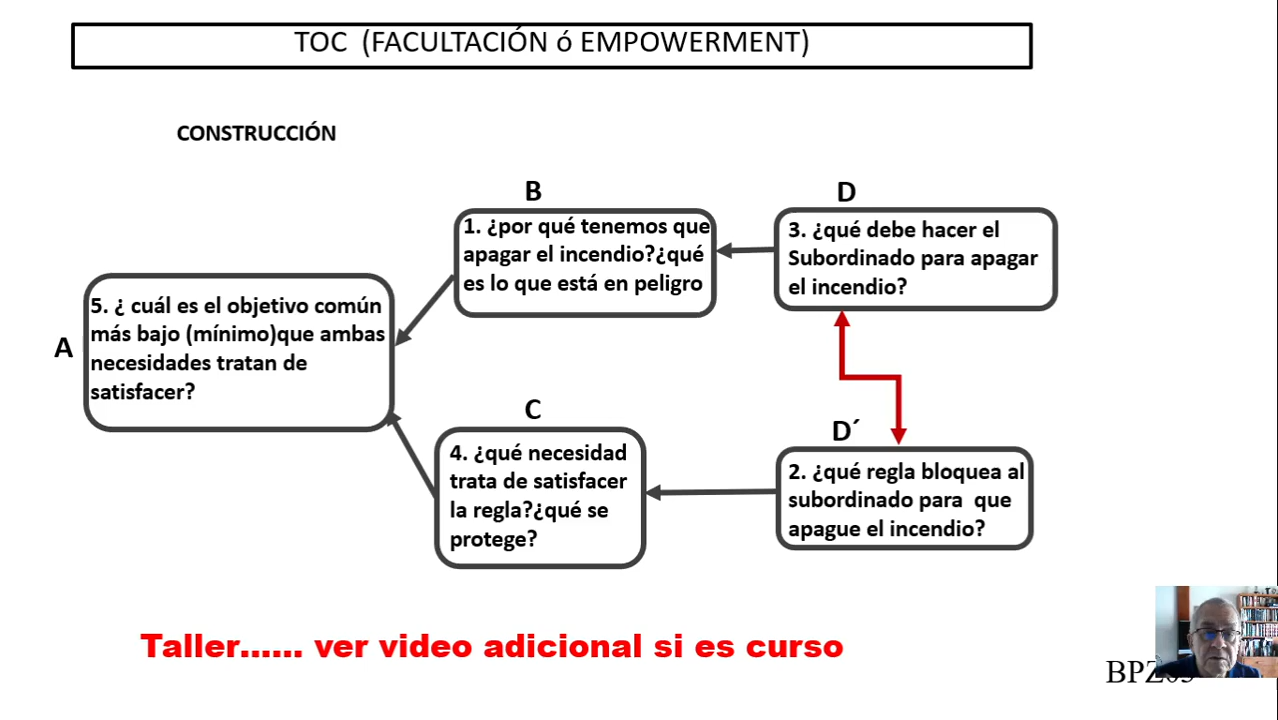 TOC (FACULTACIÓN ó EMPOWERMENT)
CONSTRUCCIÓN
B
1. ¿por qué tenemos que
apagar el incendio?¿qué
es lo que está en peligro
D
3. ¿qué debe hacer el
Subordinado para apagar
el incendio?
A
5. ¿ cuál es el objetivo común
más bajo (mínimo)que ambas
necesidades tratan de
satisfacer?
C
4. ¿qué necesidad
trata de satisfacer
la regla?¿qué se
protege?
D´
2. ¿qué regla bloquea al
subordinado para que
apague el incendio?
Taller...... ver video adicional si es curso